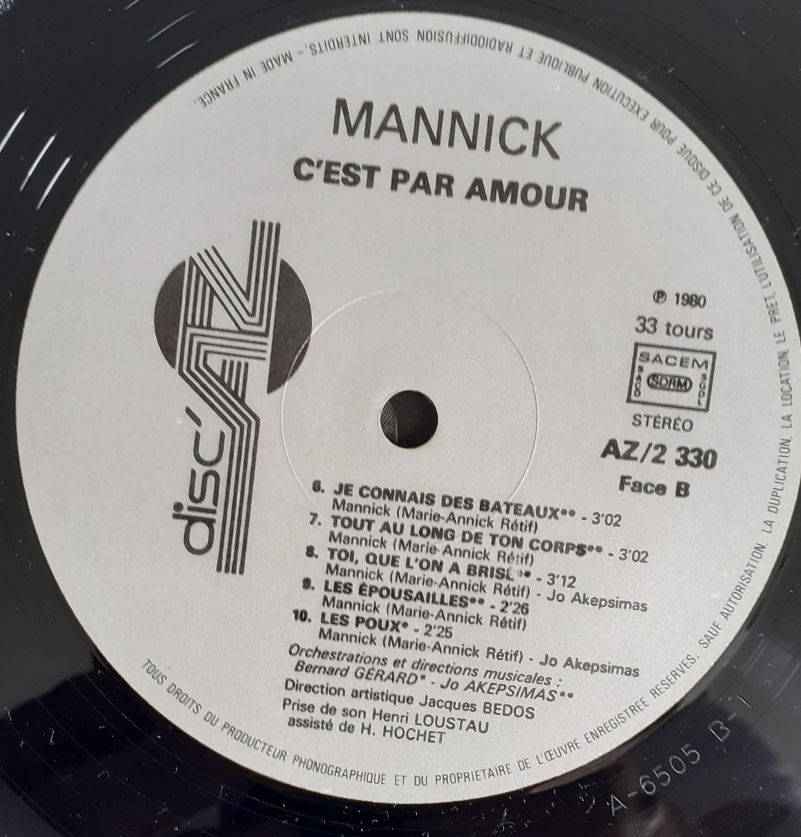 MANNICK
C'EST PAR AMOUR
disc'AZ
℗ 1980
33 tours
SACEM
SACD
SDRM
SGDL
STÉRÉO
AZ/2 330
Face B
6. JE CONNAIS DES BATEAUX** - 3'02
Mannick (Marie-Annick Rétif)
7. TOUT AU LONG DE TON CORPS** - 3'02
Mannick (Marie-Annick Rétif)
8. TOI, QUE L'ON A BRISÉ ** - 3'12
Mannick (Marie-Annick Rétif) - Jo Akepsimas
9. LES ÉPOUSAILLES** - 2'26
Mannick (Marie-Annick Rétif)
10. LES POUX* - 2'25
Mannick (Marie-Annick Rétif) - Jo Akepsimas
Orchestrations et directions musicales :
Bernard GÉRARD* - Jo AKEPSIMAS**
Direction artistique Jacques BEDOS
Prise de son Henri LOUSTAU
assisté de H. HOCHET
TOUS DROITS DU PRODUCTEUR PHONOGRAPHIQUE ET DU PROPRIETAIRE DE L'ŒUVRE ENREGISTREE RESERVES. SAUF AUTORISATION, LA DUPLICATION, LA LOCATION, LE PRET, L'UTILISATION DE CE DISQUE POUR EXECUTION PUBLIQUE ET RADIODIFFUSION SONT INTERDITS. - MADE IN FRANCE.
A-6505 B-1